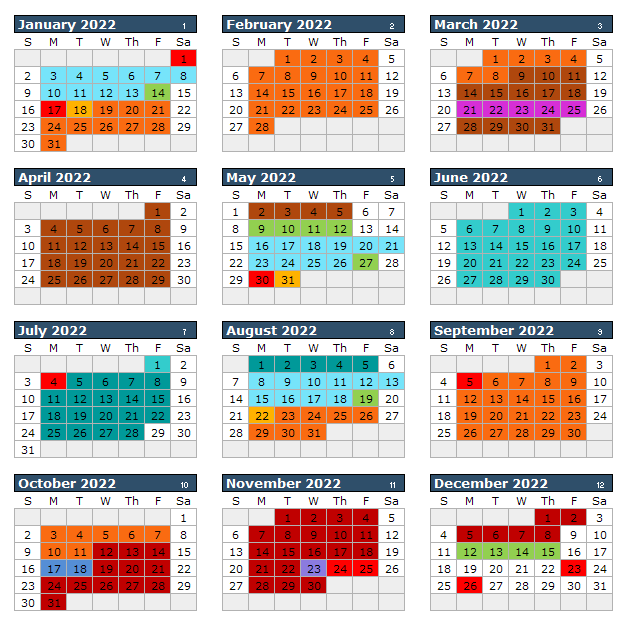 January 2022 1
S M T W Th F Sa
1
2 3 4 5 6 7 8
9 10 11 12 13 14 15
16 17 18 19 20 21 22
23 24 25 26 27 28 29
30 31
February 2022 2
S M T W Th F Sa
1 2 3 4 5
6 7 8 9 10 11 12
13 14 15 16 17 18 19
20 21 22 23 24 25 26
27 28
March 2022 3
S M T W Th F Sa
1 2 3 4 5
6 7 8 9 10 11 12
13 14 15 16 17 18 19
20 21 22 23 24 25 26
27 28 29 30 31
April 2022 4
S M T W Th F Sa
1 2
3 4 5 6 7 8 9
10 11 12 13 14 15 16
17 18 19 20 21 22 23
24 25 26 27 28 29 30
May 2022 5
S M T W Th F Sa
1 2 3 4 5 6 7
8 9 10 11 12 13 14
15 16 17 18 19 20 21
22 23 24 25 26 27 28
29 30 31
June 2022 6
S M T W Th F Sa
1 2 3 4
5 6 7 8 9 10 11
12 13 14 15 16 17 18
19 20 21 22 23 24 25
26 27 28 29 30
July 2022 7
S M T W Th F Sa
1 2
3 4 5 6 7 8 9
10 11 12 13 14 15 16
17 18 19 20 21 22 23
24 25 26 27 28 29 30
31
August 2022 8
S M T W Th F Sa
1 2 3 4 5 6
7 8 9 10 11 12 13
14 15 16 17 18 19 20
21 22 23 24 25 26 27
28 29 30 31
September 2022 9
S M T W Th F Sa
1 2 3
4 5 6 7 8 9 10
11 12 13 14 15 16 17
18 19 20 21 22 23 24
25 26 27 28 29 30
October 2022 10
S M T W Th F Sa
1
2 3 4 5 6 7 8
9 10 11 12 13 14 15
16 17 18 19 20 21 22
23 24 25 26 27 28 29
30 31
November 2022 11
S M T W Th F Sa
1 2 3 4 5
6 7 8 9 10 11 12
13 14 15 16 17 18 19
20 21 22 23 24 25 26
27 28 29 30
December 2022 12
S M T W Th F Sa
1 2 3
4 5 6 7 8 9 10
11 12 13 14 15 16 17
18 19 20 21 22 23 24
25 26 27 28 29 30 31